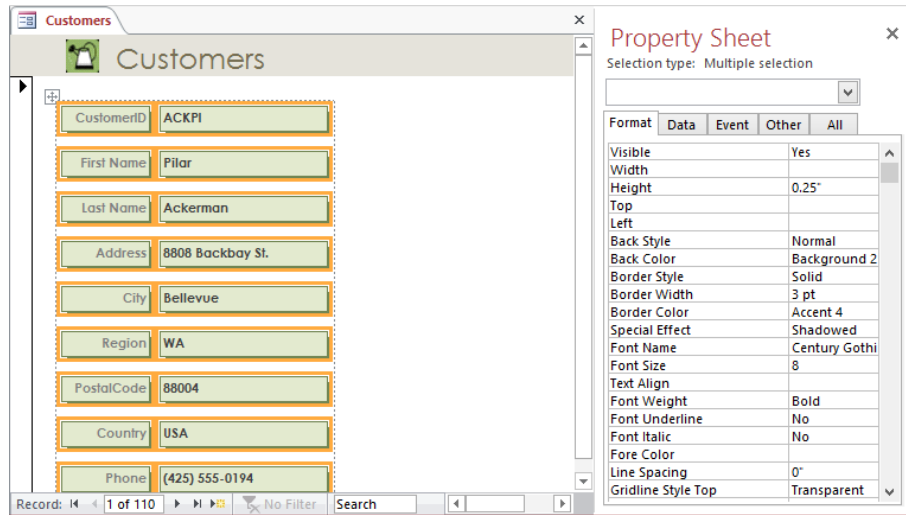 Customers
Customers
CustomerID ACKPI
First Name Pilar
Last Name Ackerman
Address 8808 Backbay St.
City Bellevue
Region WA
PostalCode 88004
Country USA
Phone (425) 555-0194
Record: 1 of 110 No Filter Search
Property Sheet
Selection type: Multiple selection
Format Data Event Other All
Visible Yes
Width
Height 0.25"
Top
Left
Back Style Normal
Back Color Background 2
Border Style Solid
Border Width 3 pt
Border Color Accent 4
Special Effect Shadowed
Font Name Century Gothi
Font Size 8
Text Align
Font Weight Bold
Font Underline No
Font Italic No
Fore Color
Line Spacing 0"
Gridline Style Top Transparent